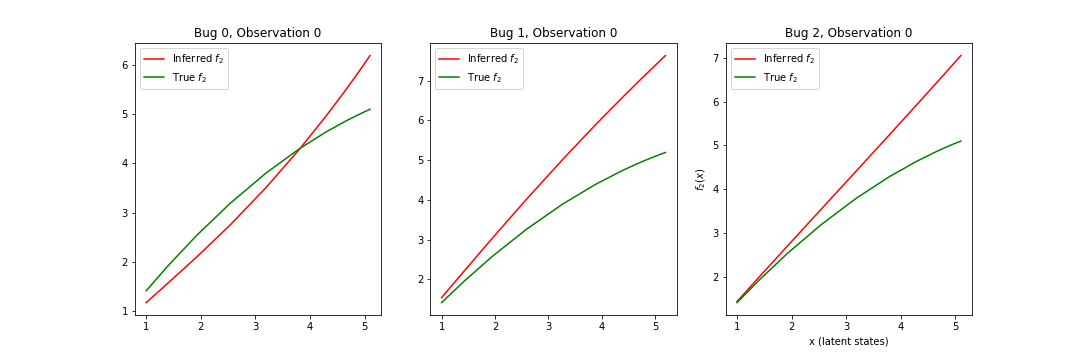 Bug 0, Observation 0
Inferred f₂
True f₂
6
5
4
3
2
1
1 2 3 4 5
Bug 1, Observation 0
Inferred f₂
True f₂
7
6
5
4
3
2
1 2 3 4 5
Bug 2, Observation 0
Inferred f₂
True f₂
f₂(x)
7
6
5
4
3
2
1 2 3 4 5
x (latent states)